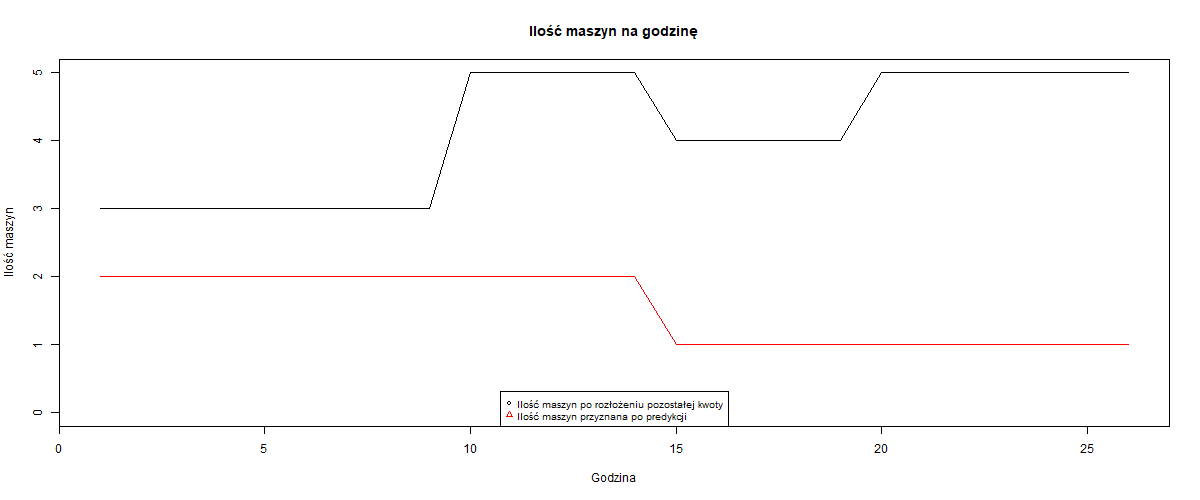 Ilość maszyn na godzinę
Ilość maszyn
5
4
3
2
1
0
Ilość maszyn po rozłożeniu pozostałej kwoty
Ilość maszyn przyznana po predykcji
0 5 10 15 20 25
Godzina